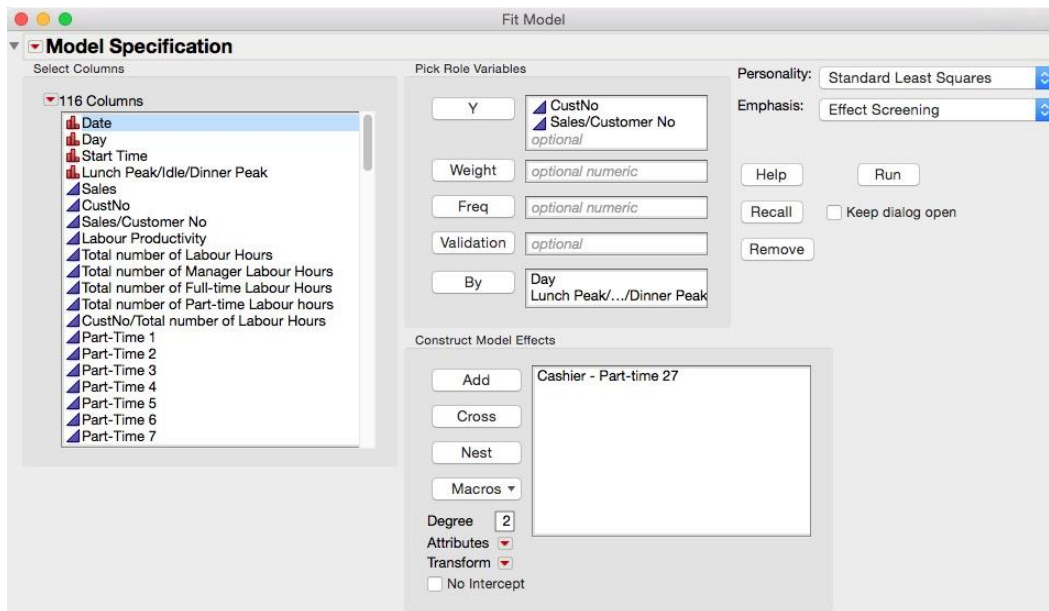 Fit Model
Model Specification
Select Columns
116 Columns
Date
Day
Start Time
Lunch Peak/Idle/Dinner Peak
Sales
CustNo
Sales/Customer No
Labour Productivity
Total number of Labour Hours
Total number of Manager Labour Hours
Total number of Full-time Labour Hours
Total number of Part-time Labour hours
CustNo/Total number of Labour Hours
Part-Time 1
Part-Time 2
Part-Time 3
Part-Time 4
Part-Time 5
Part-Time 6
Part-Time 7
Pick Role Variables
Y
CustNo
Sales/Customer No
optional
Weight
optional numeric
Freq
optional numeric
Validation
optional
By
Day
Lunch Peak/.../Dinner Peak
Personality: Standard Least Squares
Emphasis: Effect Screening
Help
Run
Recall
Keep dialog open
Remove
Construct Model Effects
Add
Cashier - Part-time 27
Cross
Nest
Macros
Degree 2
Attributes
Transform
No Intercept